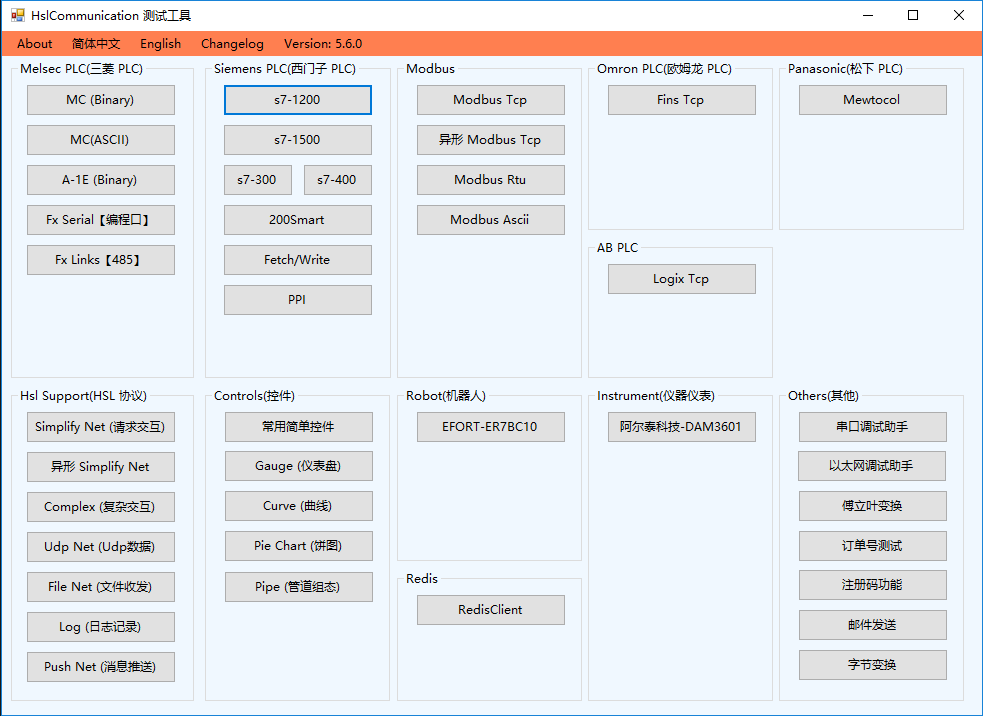 HslCommunication 测试工具
About 简体中文 English Changelog Version: 5.6.0
Melsec PLC(三菱 PLC)
MC (Binary)
MC(ASCII)
A-1E (Binary)
Fx Serial【编程口】
Fx Links【485】
Siemens PLC(西门子 PLC)
s7-1200
s7-1500
s7-300 s7-400
200Smart
Fetch/Write
PPI
Modbus
Modbus Tcp
异形 Modbus Tcp
Modbus Rtu
Modbus Ascii
Omron PLC(欧姆龙 PLC)
Fins Tcp
AB PLC
Logix Tcp
Panasonic(松下 PLC)
Mewtocol
Hsl Support(HSL 协议)
Simplify Net (请求交互)
异形 Simplify Net
Complex (复杂交互)
Udp Net (Udp数据)
File Net (文件收发)
Log (日志记录)
Push Net (消息推送)
Controls(控件)
常用简单控件
Gauge (仪表盘)
Curve (曲线)
Pie Chart (饼图)
Pipe (管道组态)
Robot(机器人)
EFORT-ER7BC10
Redis
RedisClient
Instrument(仪器仪表)
阿尔泰科技-DAM3601
Others(其他)
串口调试助手
以太网调试助手
傅立叶变换
订单号测试
注册码功能
邮件发送
字节变换